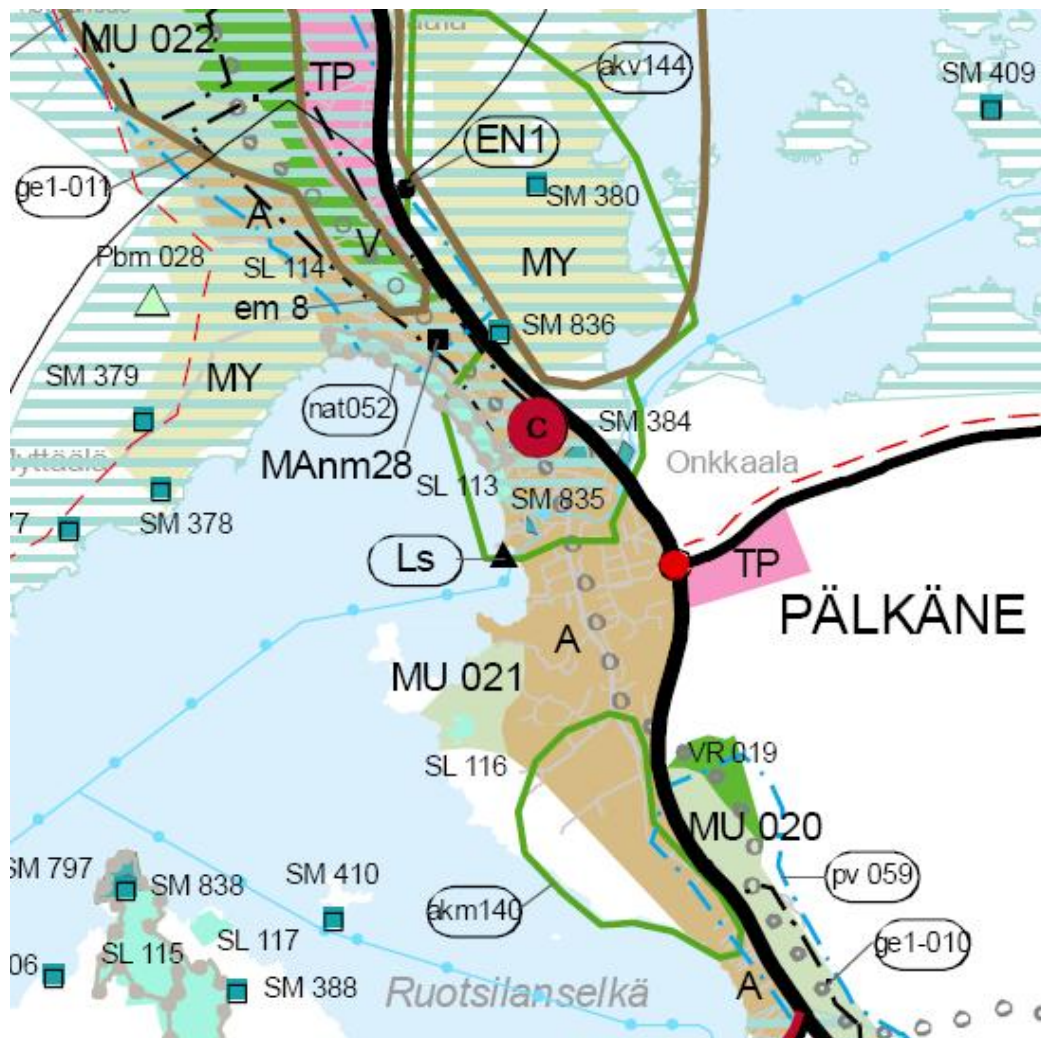 MU 022
TP
akv144
SM 409
EN1
ge1-011
SM 380
A
V
Pbm 028
SL 114
MY
em 8
SM 836
SM 379
MY
nat052
C
SM 384
MAnm28
Onkkaala
SL 113
SM 835
SM 378
Ls
TP
PÄLKÄNE
A
MU 021
SL 116
VR 019
MU 020
SM 797
SM 838
SM 410
pv 059
akm140
SL 117
ge1-010
SL 115
06
SM 388
Ruotsilanselkä
A